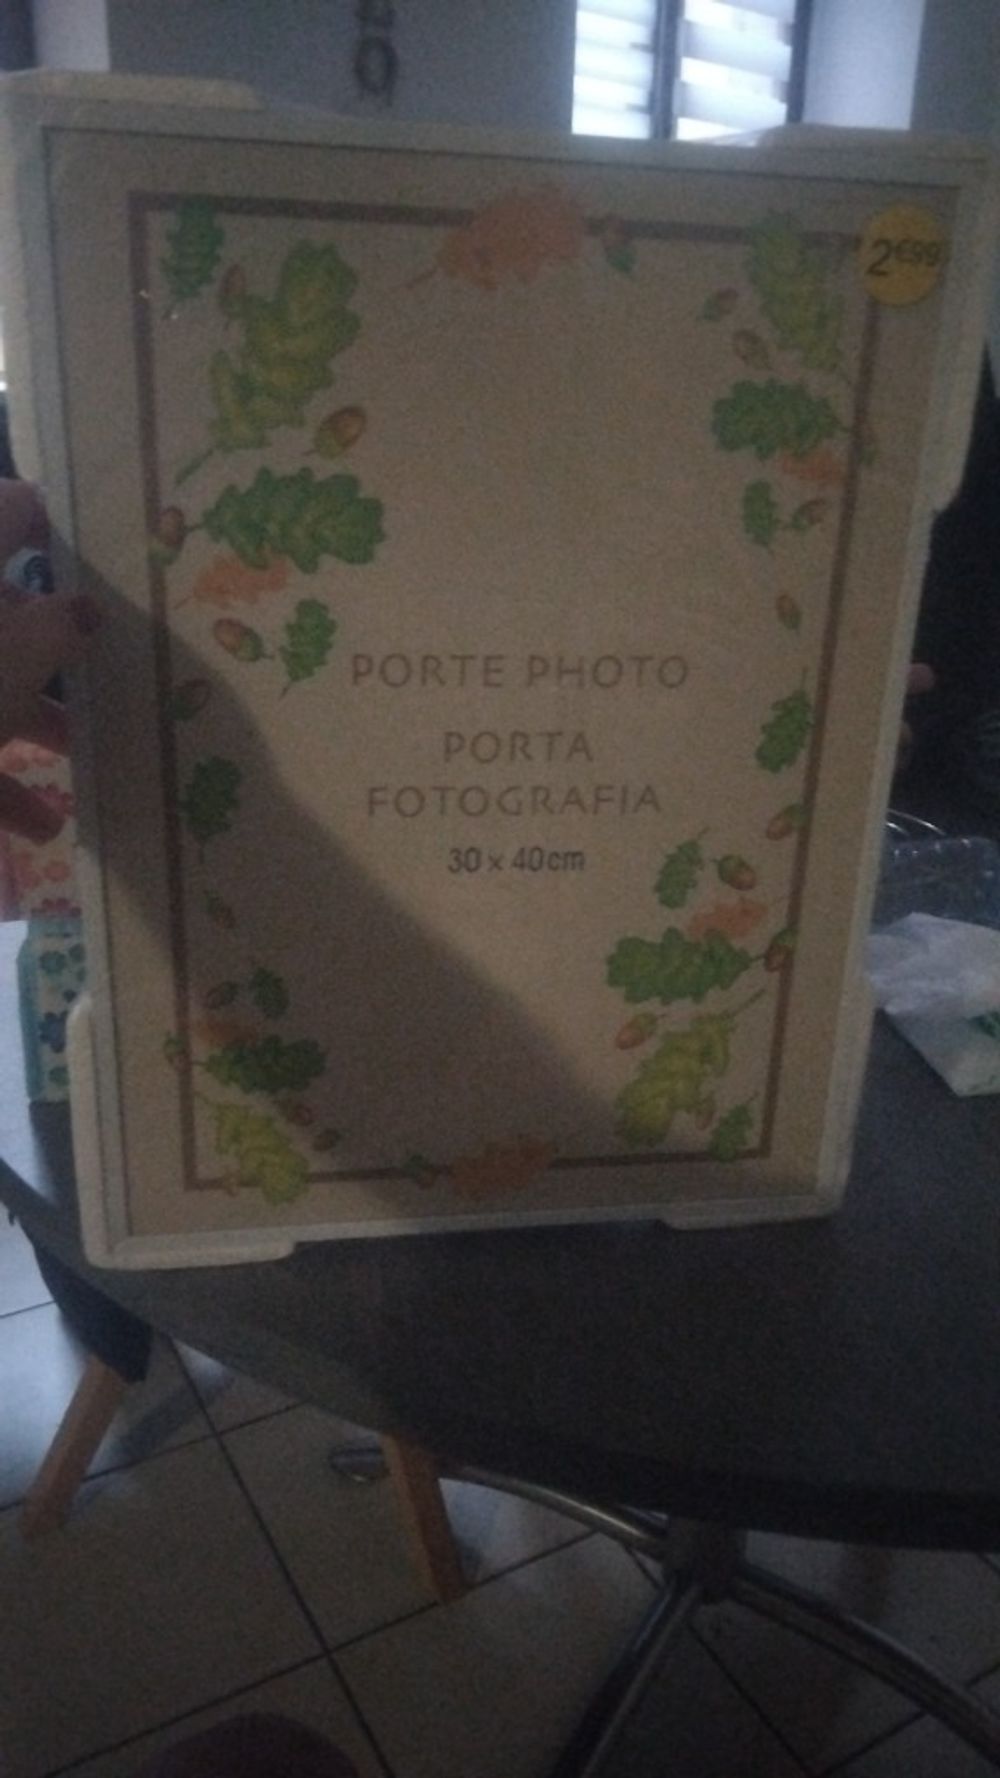 2€99
PORTE PHOTO
PORTA
FOTOGRAFIA
30 x 40cm